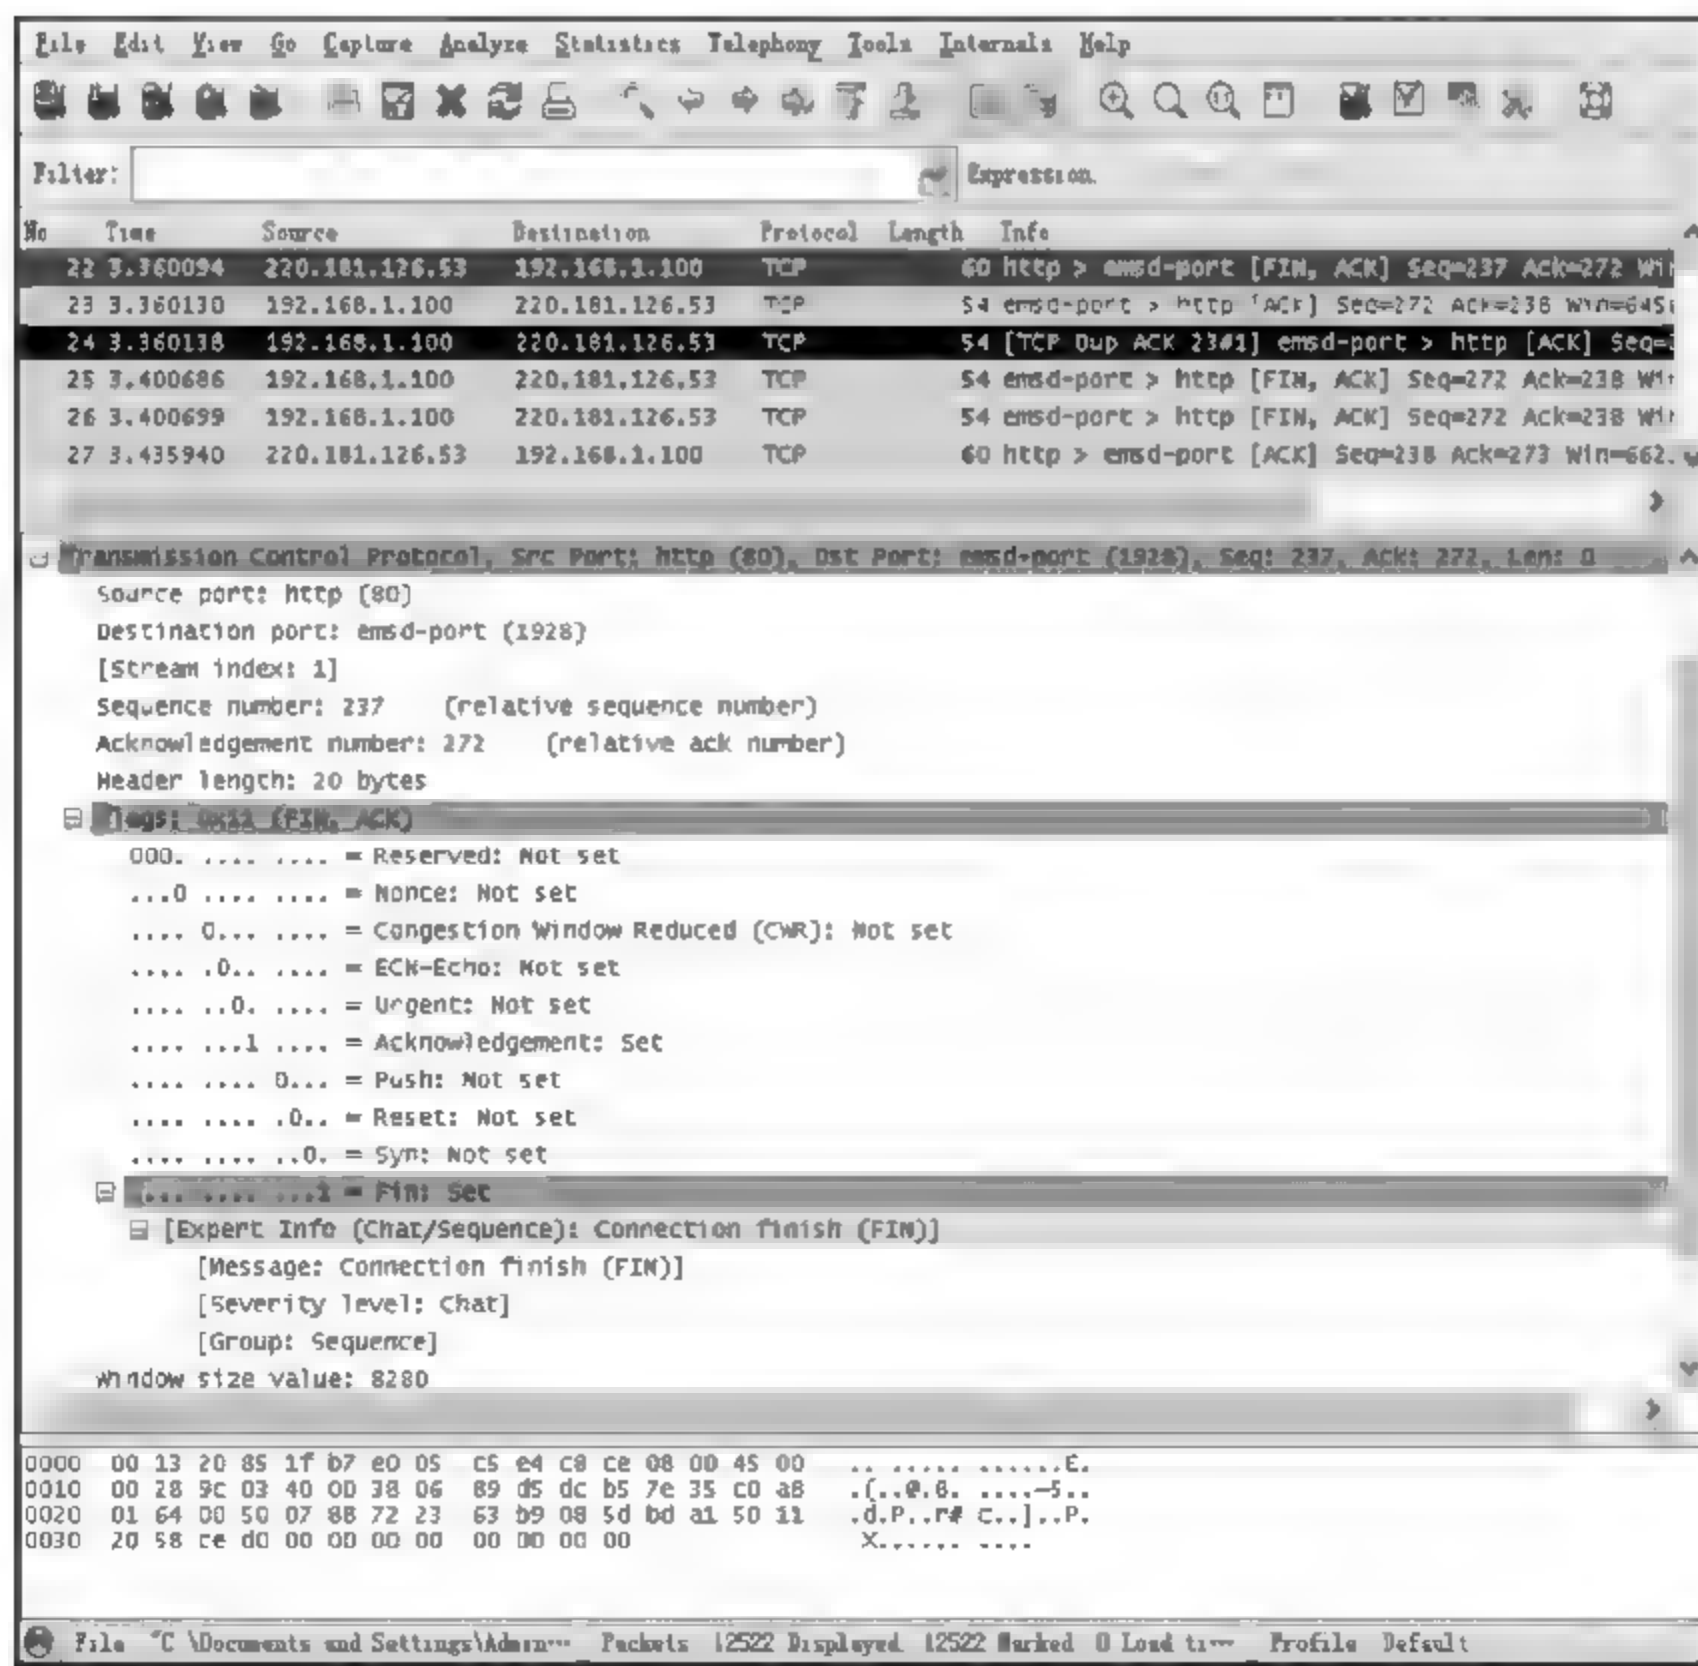 File Edit View Go Capture Analyze Statistics Telephony Tools Internals Help
Filter: Expression.
No Time Source Destination Protocol Length Info
22 3.360094 220.181.126.53 192.168.1.100 TCP 60 http > emsd-port [FIN, ACK] Seq=237 Ack=272 Win
23 3.360130 192.168.1.100 220.181.126.53 TCP 54 emsd-port > http [ACK] Seq=272 Ack=238 Win=645
24 3.360138 192.168.1.100 220.181.126.53 TCP 54 [TCP Dup ACK 23#1] emsd-port > http [ACK] Seq=
25 3.400686 192.168.1.100 220.181.126.53 TCP 54 emsd-port > http [FIN, ACK] Seq=272 Ack=238 Wi
26 3.400699 192.168.1.100 220.181.126.53 TCP 54 emsd-port > http [FIN, ACK] Seq=272 Ack=238 Wi
27 3.435940 220.181.126.53 192.168.1.100 TCP 60 http > emsd-port [ACK] Seq=238 Ack=273 Win=662.
Transmission Control Protocol, Src Port: http (80), Dst Port: emsd-port (1928), Seq: 237, Ack: 272, Len: 0
Source port: http (80)
Destination port: emsd-port (1928)
[Stream index: 1]
Sequence number: 237 (relative sequence number)
Acknowledgement number: 272 (relative ack number)
Header length: 20 bytes
Flags: 0x11 (FIN, ACK)
000. .... .... = Reserved: Not set
...0 .... .... = Nonce: Not set
.... 0... .... = Congestion Window Reduced (CWR): Not set
.... .0.. .... = ECN-Echo: Not set
.... ..0. .... = Urgent: Not set
.... ...1 .... = Acknowledgement: Set
.... .... 0... = Push: Not set
.... .... .0.. = Reset: Not set
.... .... ..0. = Syn: Not set
.... .... ...1 = Fin: Set
[Expert Info (Chat/Sequence): Connection finish (FIN)]
[Message: Connection finish (FIN)]
[Severity level: Chat]
[Group: Sequence]
Window size value: 8280
0000 00 13 20 85 1f b7 e0 05 c5 e4 c8 ce 08 00 45 00 .. ..... ......E.
0010 00 28 9c 03 40 00 38 06 89 d5 dc b5 7e 35 c0 a8 .(..@.8. ....~5..
0020 01 64 00 50 07 88 72 23 63 b9 08 5d bd a1 50 11 .d.P..r# c..]..P.
0030 20 58 ce d0 00 00 00 00 00 00 00 00 X...... ....
File "C \Documents and Settings\Admin… Packets 12522 Displayed 12522 Marked 0 Load ti… Profile Default